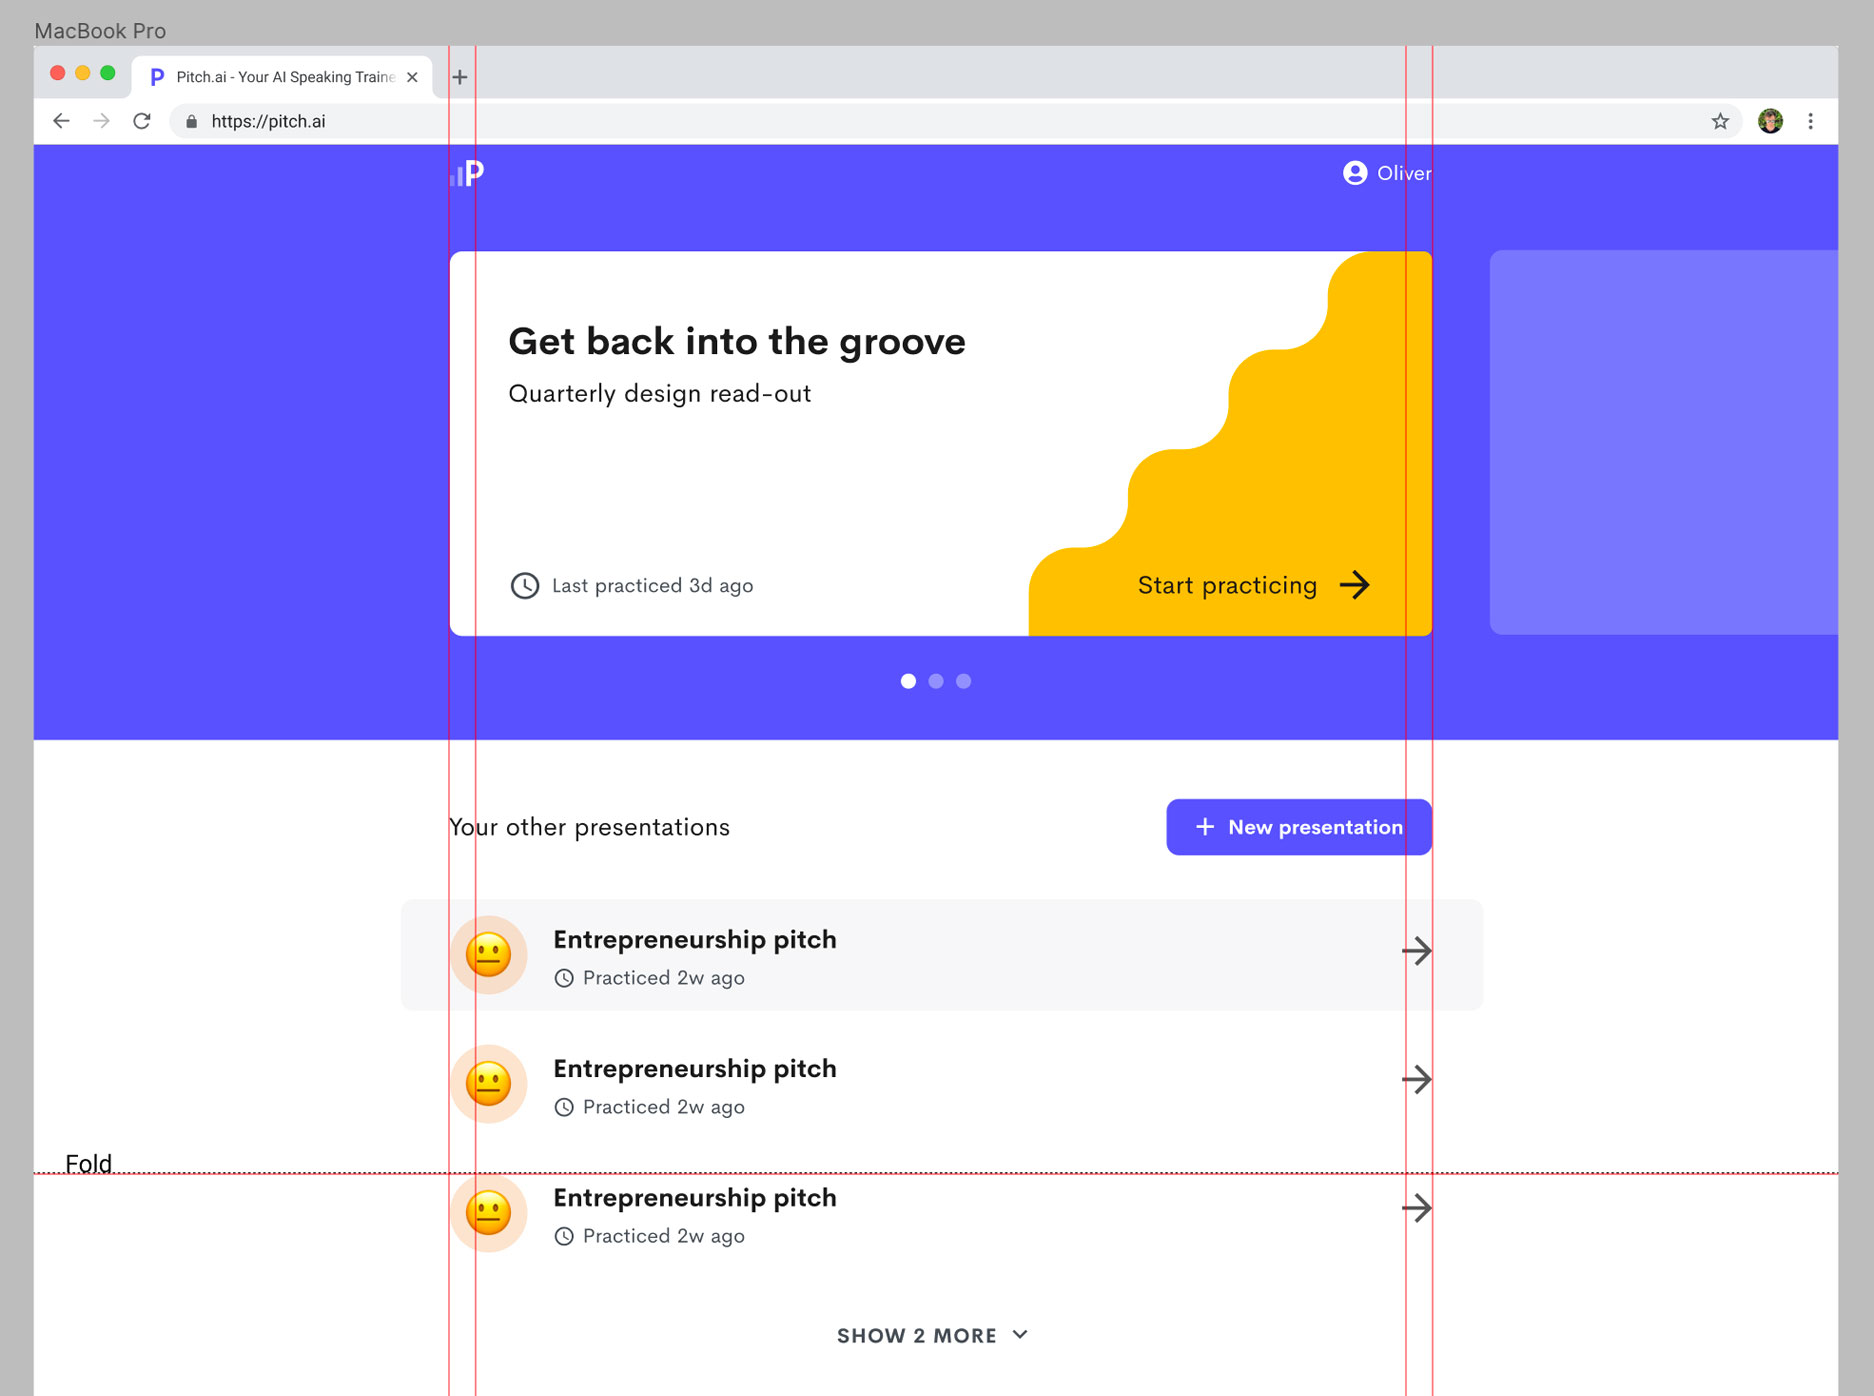 MacBook Pro
P Pitch.ai - Your AI Speaking Traine
https://pitch.ai
P
Oliver
Get back into the groove
Quarterly design read-out
Last practiced 3d ago
Start practicing
Your other presentations
New presentation
Entrepreneurship pitch
Practiced 2w ago
Entrepreneurship pitch
Practiced 2w ago
Fold
Entrepreneurship pitch
Practiced 2w ago
SHOW 2 MORE